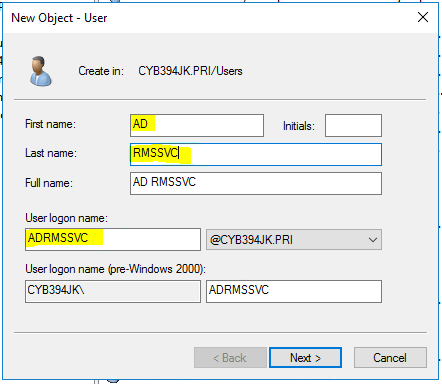 New Object - User
Create in: CYB394JK.PRI/Users
First name: AD Initials:
Last name: RMSSVC
Full name: AD RMSSVC
User logon name:
ADRMSSVC @CYB394JK.PRI
User logon name (pre-Windows 2000):
CYB394JK\ ADRMSSVC
< Back Next > Cancel